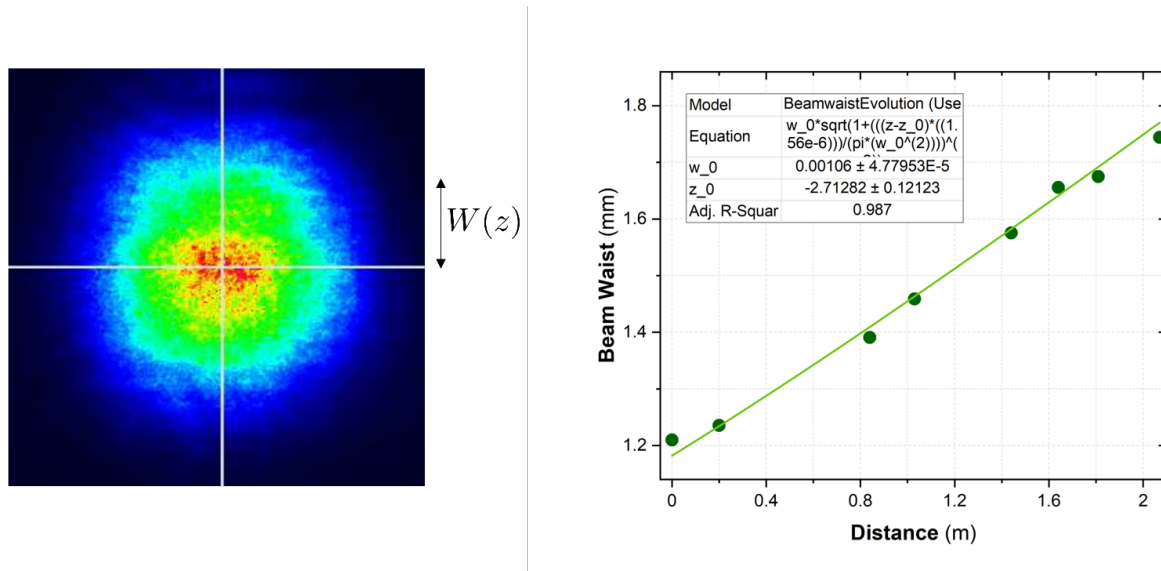 W(z)
Model BeamwaistEvolution (Use
Equation w_0*sqrt(1+(((z-z_0)*((1.
56e-6)))/(pi*(w_0^(2))))^(
w_0 0.00106 ± 4.77953E-5
z_0 -2.71282 ± 0.12123
Adj. R-Squar 0.987
1.8
1.6
1.4
1.2
Beam Waist (mm)
0 0.4 0.8 1.2 1.6 2
Distance (m)